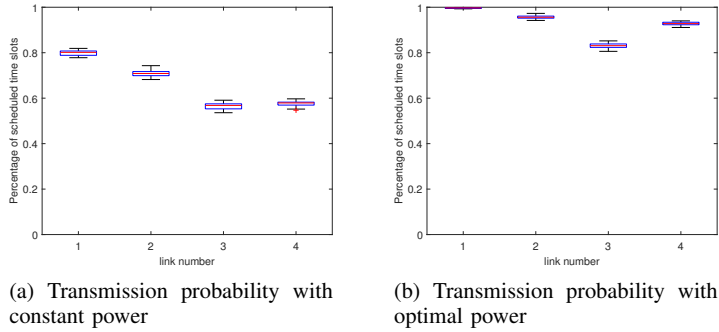 1
0.8
0.6
0.4
0.2
0
Percentage of scheduled time slots
1 2 3 4
link number
(a) Transmission probability with
constant power
1
0.8
0.6
0.4
0.2
0
Percentage of scheduled time slots
1 2 3 4
link number
(b) Transmission probability with
optimal power